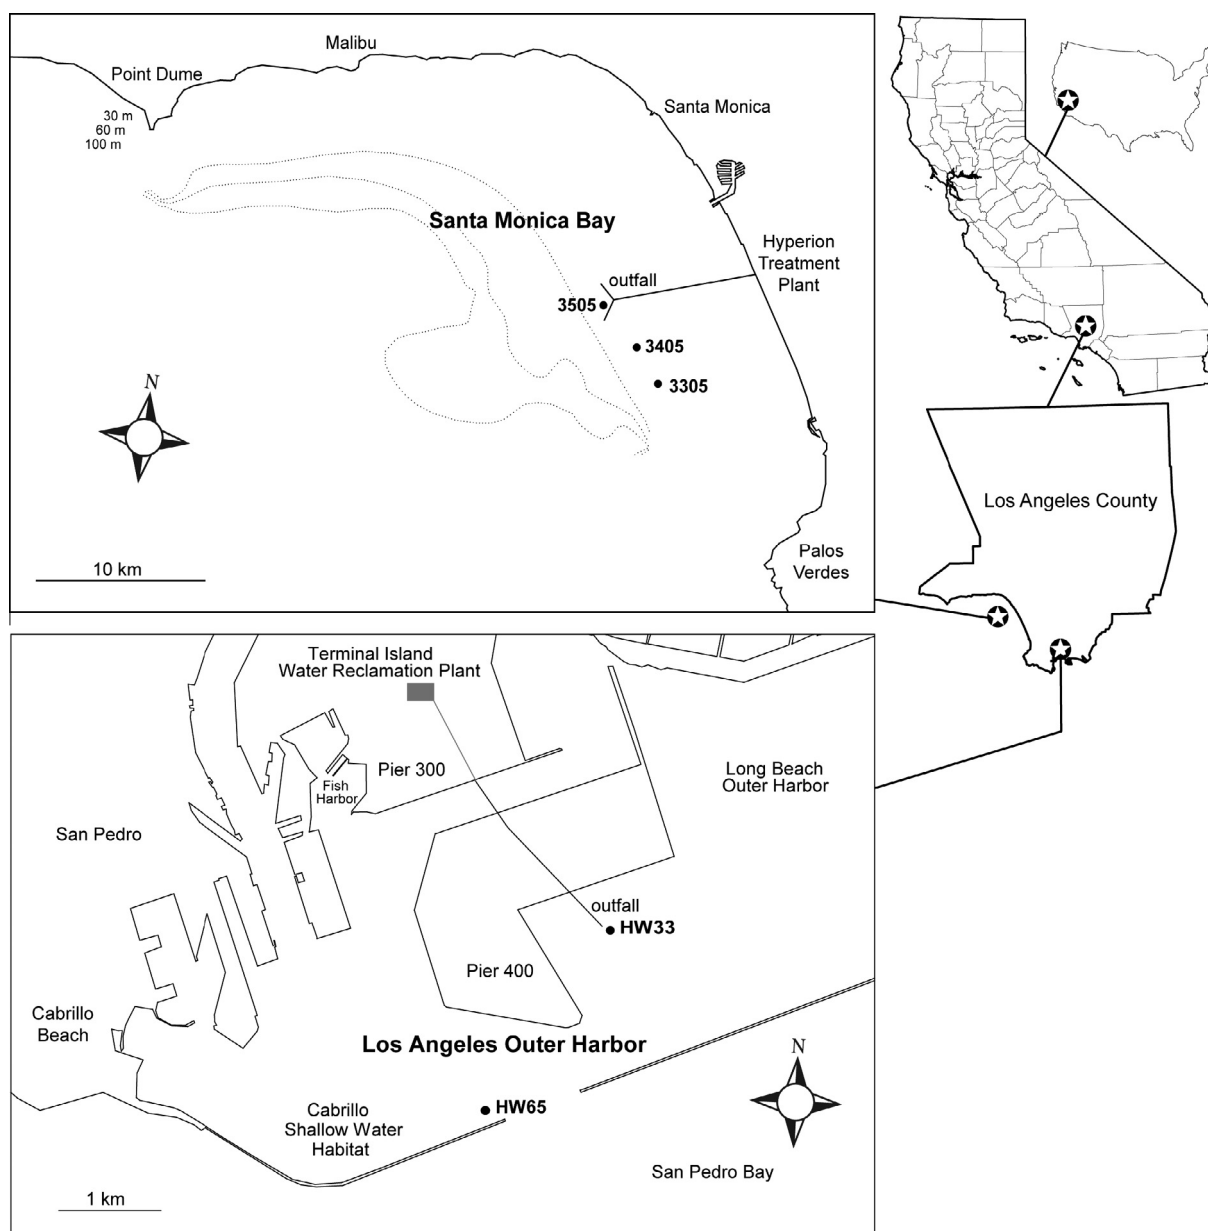 Malibu
Point Dume
30 m
60 m
100 m
Santa Monica
Santa Monica Bay
Hyperion
Treatment
Plant
outfall
3505
3405
3305
N
10 km
Palos
Verdes
Los Angeles County
Terminal Island
Water Reclamation Plant
Pier 300
Fish
Harbor
Long Beach
Outer Harbor
San Pedro
outfall
HW33
Pier 400
Cabrillo
Beach
Los Angeles Outer Harbor
N
HW65
Cabrillo
Shallow Water
Habitat
San Pedro Bay
1 km